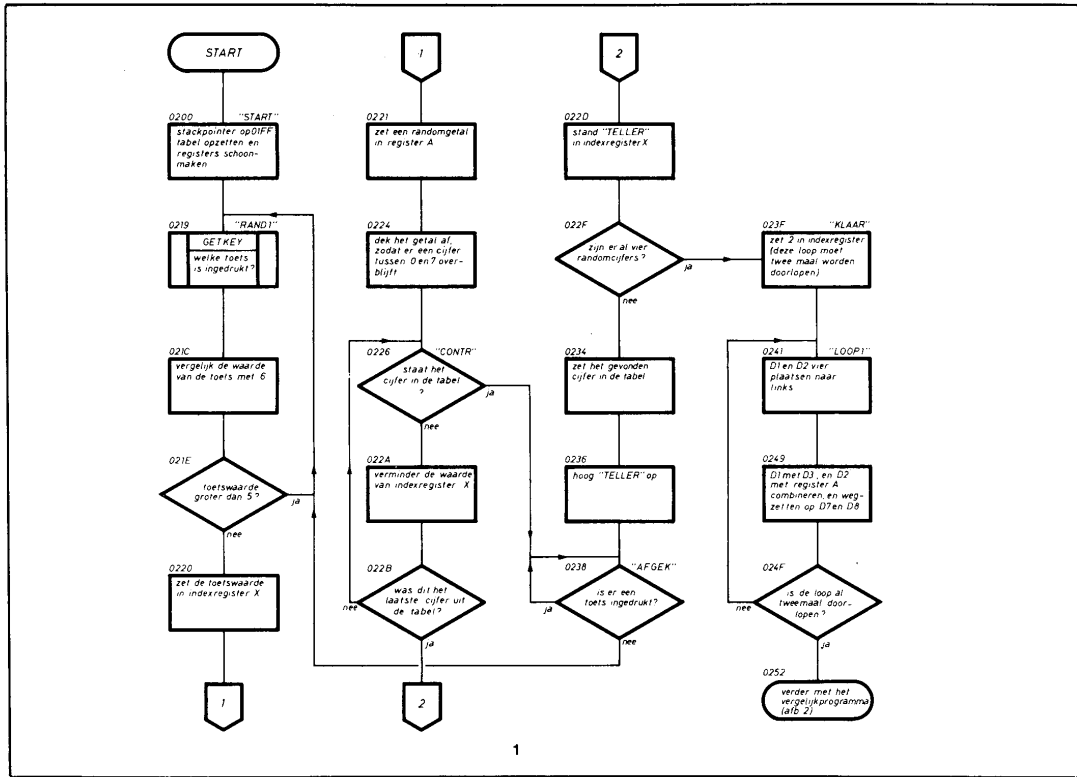 START
0200 "START"
stackpointer op 01FF
tabel opzetten en
registers schoon-
maken
0219 "RAND1"
GETKEY
welke toets
is ingedrukt?
021C
vergelijk de waarde
van de toets met 6
021E
toetswaarde
groter dan 5?
ja
nee
0220
zet de toetswaarde
in indexregister X
1
1
0221
zet een randomgetal
in register A
0224
dek het getal af,
zodat er een cijfer
tussen 0 en 7 over-
blijft
0226 "CONTR"
staat het
cijfer in de tabel
?
ja
nee
022A
verminder de waarde
van indexregister X
022B
was dit het
laatste cijfer uit
de tabel?
nee
ja
2
2
022D
stand "TELLER"
in indexregister X
022F
zijn er al vier
randomcijfers?
ja
nee
0234
zet het gevonden
cijfer in de tabel
0236
hoog "TELLER" op
0238 "AFGEK"
is er een
toets ingedrukt?
ja
nee
023F "KLAAR"
zet 2 in indexregister
(deze loop moet
twee maal worden
doorlopen)
0241 "LOOP1"
D1 en D2 vier
plaatsen naar
links
0249
D1 met D3, en D2
met register A
combineren, en weg-
zetten op D7 en D8
024F
is de loop al
tweemaal door-
lopen?
nee
ja
0252
verder met het
vergelijkprogramma
(afb 2)
1